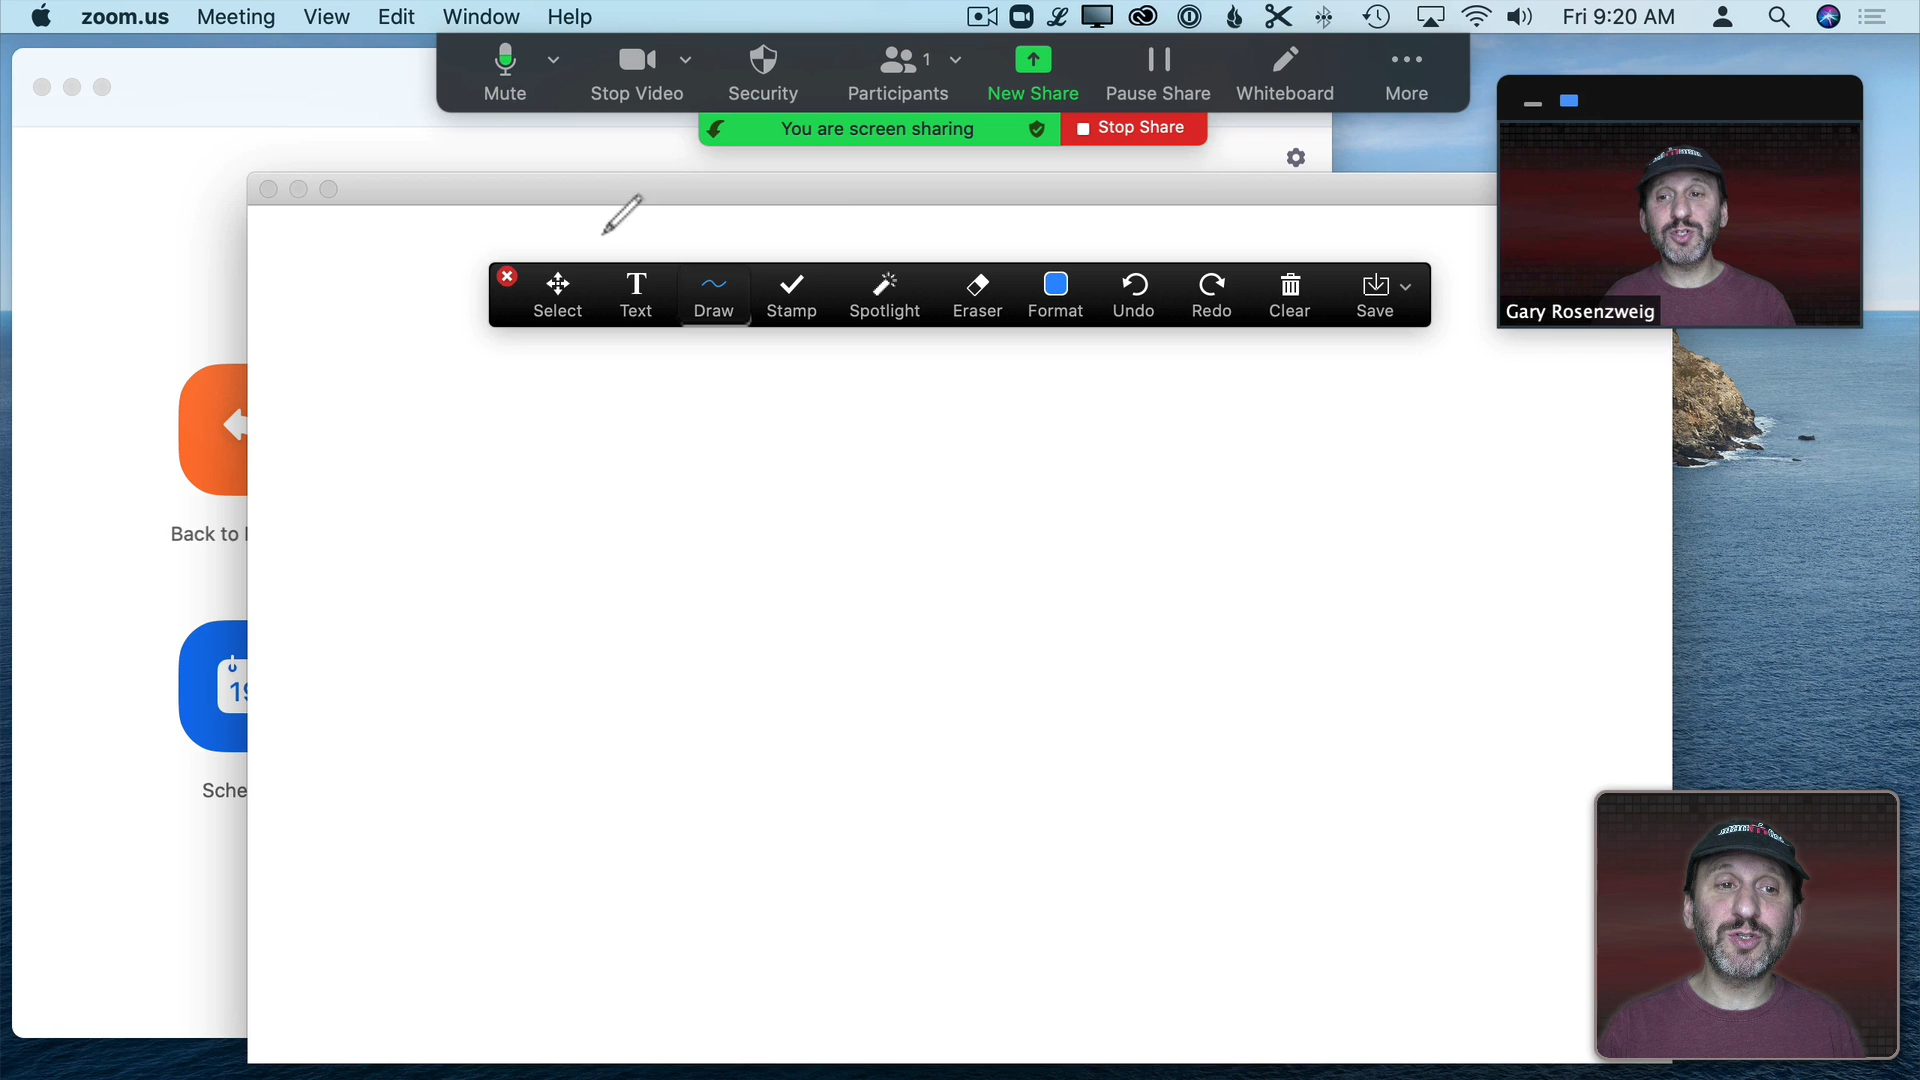 zoom.us Meeting View Edit Window Help Fri 9:20 AM
1
Mute Stop Video Security Participants New Share Pause Share Whiteboard More
You are screen sharing Stop Share
Select Text Draw Stamp Spotlight Eraser Format Undo Redo Clear Save
Gary Rosenzweig
Back to
19
Sche